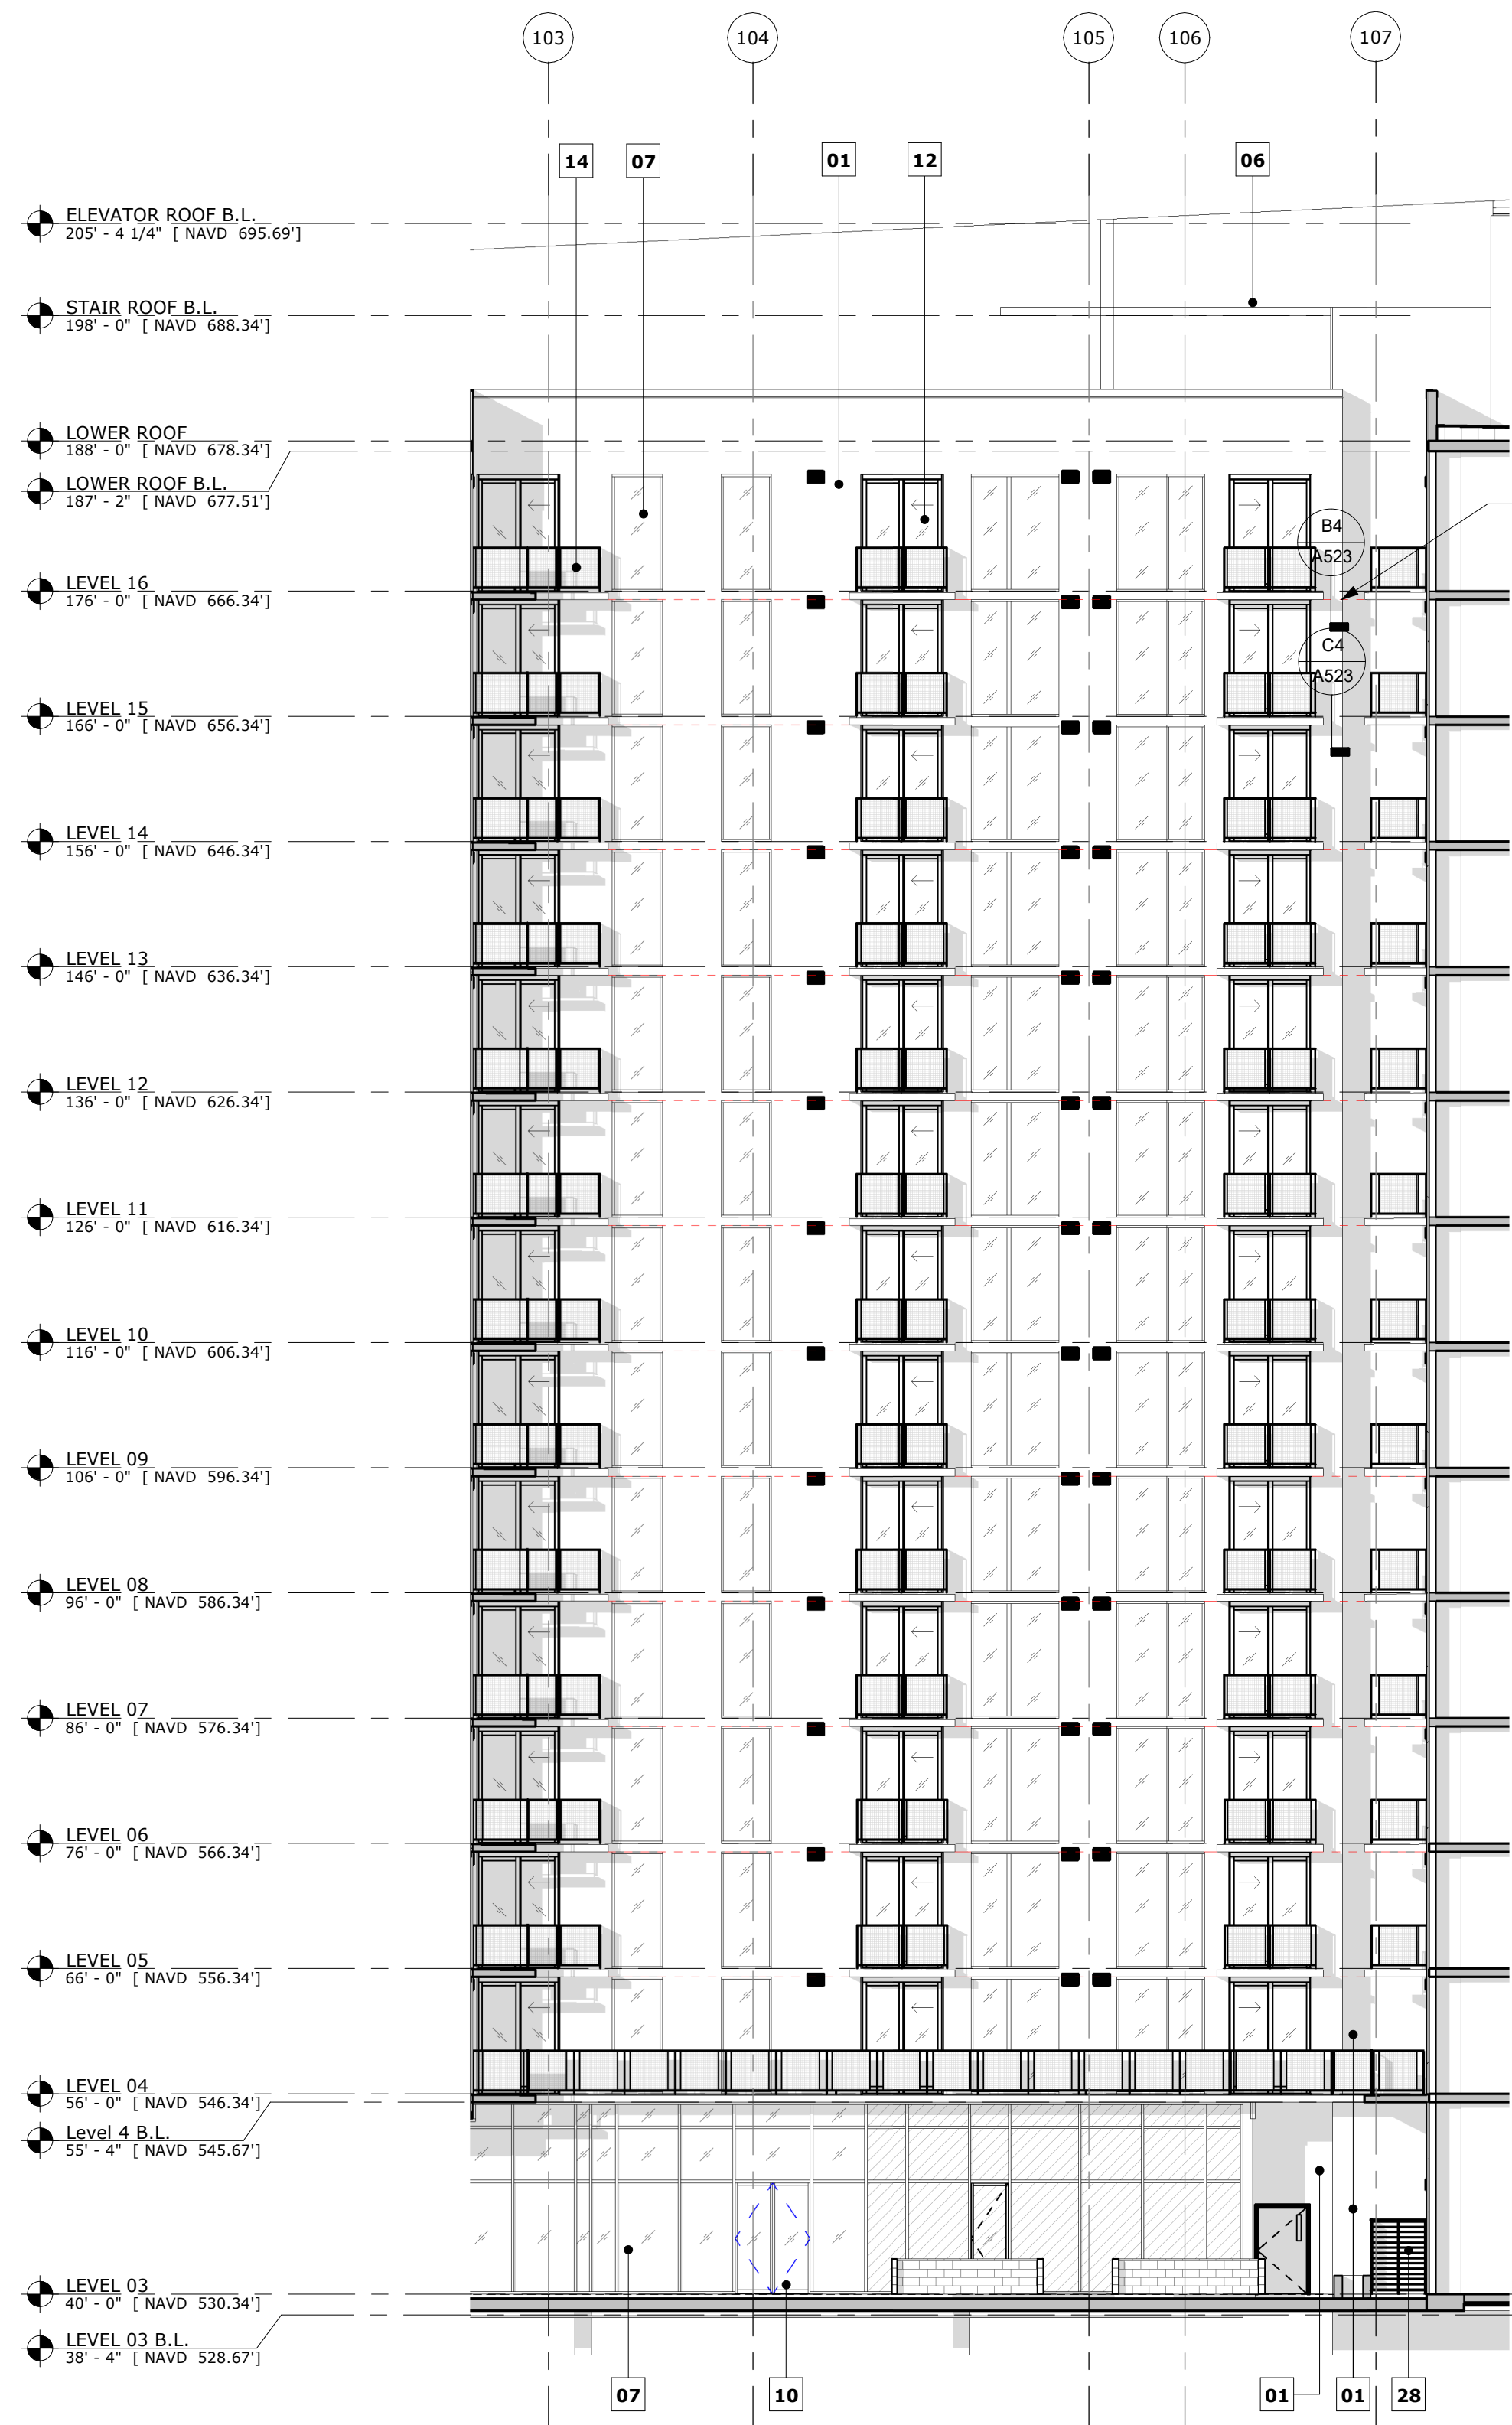 103 104 105 106 107
14 07 01 12 06
ELEVATOR ROOF B.L.
205' - 4 1/4" [ NAVD 695.69']
STAIR ROOF B.L.
198' - 0" [ NAVD 688.34']
LOWER ROOF
188' - 0" [ NAVD 678.34']
LOWER ROOF B.L.
187' - 2" [ NAVD 677.51']
B4
A523
LEVEL 16
176' - 0" [ NAVD 666.34']
C4
A523
LEVEL 15
166' - 0" [ NAVD 656.34']
LEVEL 14
156' - 0" [ NAVD 646.34']
LEVEL 13
146' - 0" [ NAVD 636.34']
LEVEL 12
136' - 0" [ NAVD 626.34']
LEVEL 11
126' - 0" [ NAVD 616.34']
LEVEL 10
116' - 0" [ NAVD 606.34']
LEVEL 09
106' - 0" [ NAVD 596.34']
LEVEL 08
96' - 0" [ NAVD 586.34']
LEVEL 07
86' - 0" [ NAVD 576.34']
LEVEL 06
76' - 0" [ NAVD 566.34']
LEVEL 05
66' - 0" [ NAVD 556.34']
LEVEL 04
56' - 0" [ NAVD 546.34']
Level 4 B.L.
55' - 4" [ NAVD 545.67']
LEVEL 03
40' - 0" [ NAVD 530.34']
LEVEL 03 B.L.
38' - 4" [ NAVD 528.67']
07 10 01 01 28